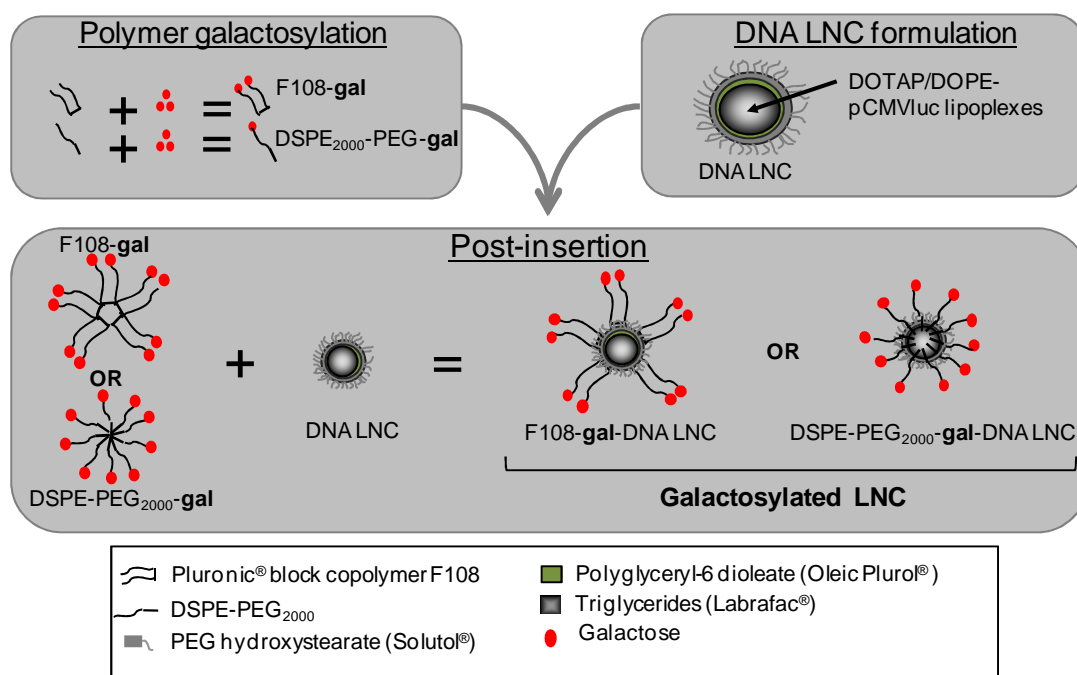 Polymer galactosylation
F108-gal
+ =
+ =
DSPE2000-PEG-gal
DNA LNC formulation
DOTAP/DOPE-
pCMVluc lipoplexes
DNA LNC
Post-insertion
F108-gal
OR
DSPE-PEG2000-gal
+
DNA LNC
=
F108-gal-DNA LNC
OR
DSPE-PEG2000-gal-DNA LNC
Galactosylated LNC
Pluronic® block copolymer F108
DSPE-PEG2000
PEG hydroxystearate (Solutol®)
Polyglyceryl-6 dioleate (Oleic Plurol®)
Triglycerides (Labrafac®)
Galactose